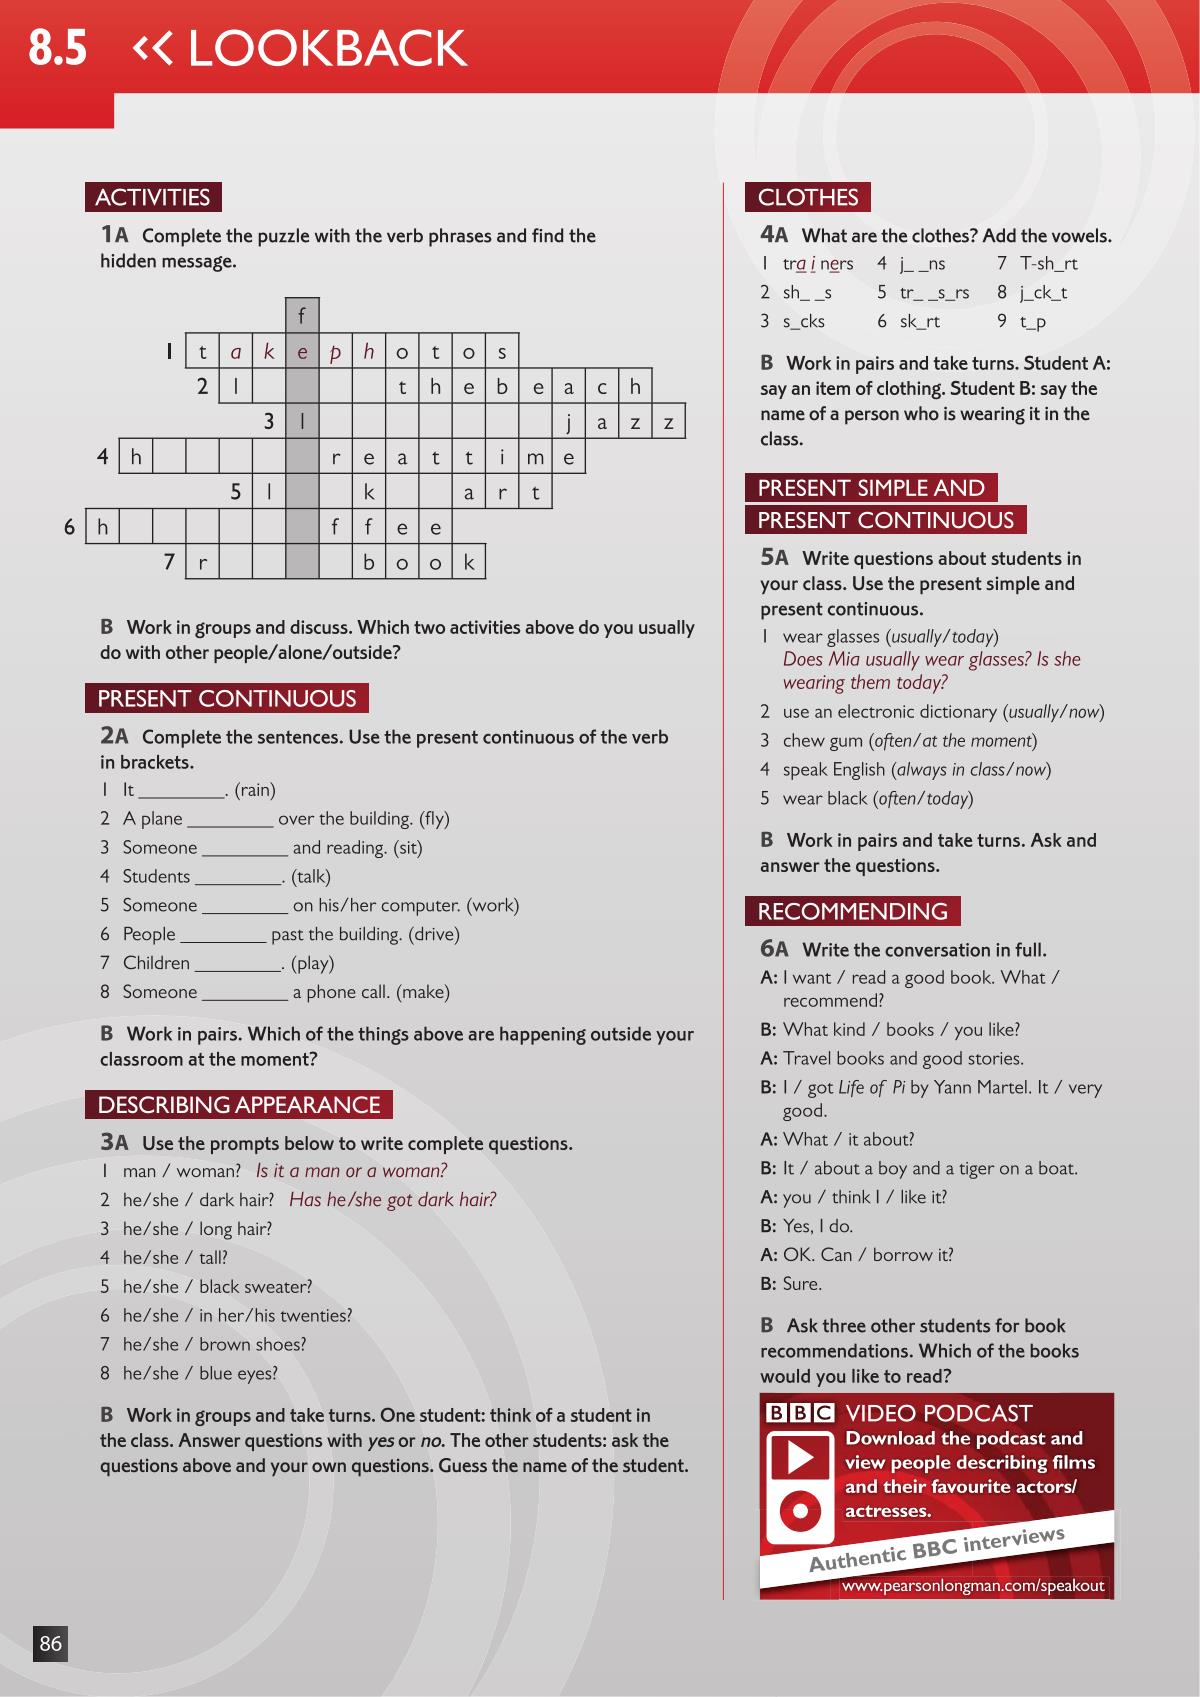 8.5 << LOOKBACK
ACTIVITIES
1A Complete the puzzle with the verb phrases and find the
hidden message.
f
1 t a k e p h o t o s
2 l t h e b e a c h
3 l j a z z
4 h r e a t t i m e
5 l k a r t
6 h f f e e
7 r b o o k
B Work in groups and discuss. Which two activities above do you usually
do with other people/alone/outside?
PRESENT CONTINUOUS
2A Complete the sentences. Use the present continuous of the verb
in brackets.
1 It _________. (rain)
2 A plane _________ over the building. (fly)
3 Someone _________ and reading. (sit)
4 Students _________. (talk)
5 Someone _________ on his/her computer. (work)
6 People _________ past the building. (drive)
7 Children _________. (play)
8 Someone _________ a phone call. (make)
B Work in pairs. Which of the things above are happening outside your
classroom at the moment?
DESCRIBING APPEARANCE
3A Use the prompts below to write complete questions.
1 man / woman? Is it a man or a woman?
2 he/she / dark hair? Has he/she got dark hair?
3 he/she / long hair?
4 he/she / tall?
5 he/she / black sweater?
6 he/she / in her/his twenties?
7 he/she / brown shoes?
8 he/she / blue eyes?
B Work in groups and take turns. One student: think of a student in
the class. Answer questions with yes or no. The other students: ask the
questions above and your own questions. Guess the name of the student.
CLOTHES
4A What are the clothes? Add the vowels.
1 trainers 4 j_ _ns 7 T-sh_rt
2 sh_ _s 5 tr_ _s_rs 8 j_ck_t
3 s_cks 6 sk_rt 9 t_p
B Work in pairs and take turns. Student A:
say an item of clothing. Student B: say the
name of a person who is wearing it in the
class.
PRESENT SIMPLE AND
PRESENT CONTINUOUS
5A Write questions about students in
your class. Use the present simple and
present continuous.
1 wear glasses (usually/today)
Does Mia usually wear glasses? Is she
wearing them today?
2 use an electronic dictionary (usually/now)
3 chew gum (often/at the moment)
4 speak English (always in class/now)
5 wear black (often/today)
B Work in pairs and take turns. Ask and
answer the questions.
RECOMMENDING
6A Write the conversation in full.
A: I want / read a good book. What /
recommend?
B: What kind / books / you like?
A: Travel books and good stories.
B: I / got Life of Pi by Yann Martel. It / very
good.
A: What / it about?
B: It / about a boy and a tiger on a boat.
A: you / think I / like it?
B: Yes, I do.
A: OK. Can / borrow it?
B: Sure.
B Ask three other students for book
recommendations. Which of the books
would you like to read?
BBC VIDEO PODCAST
Download the podcast and
view people describing films
and their favourite actors/
actresses.
Authentic BBC interviews
www.pearsonlongman.com/speakout
86